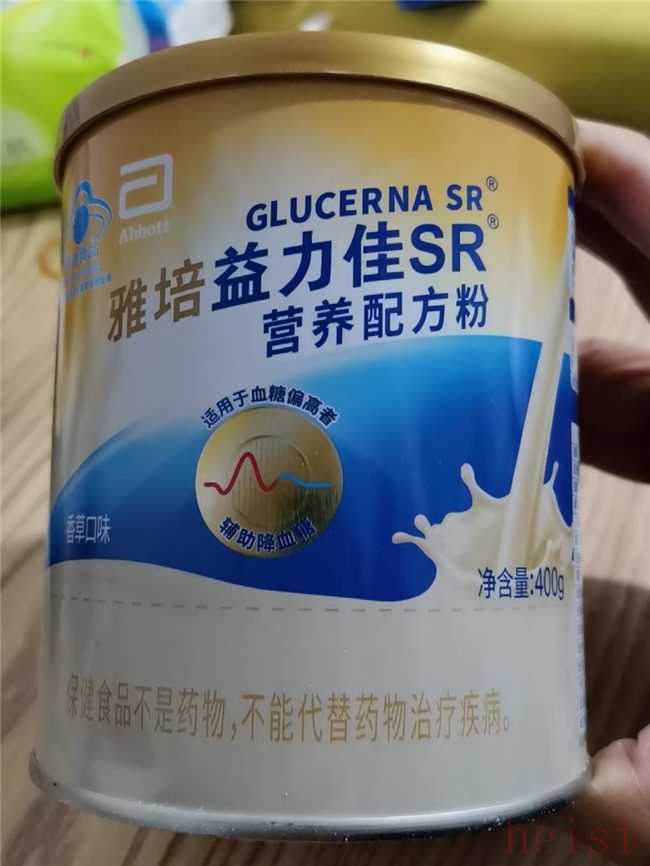 Abbott
GLUCERNA SR®
雅培益力佳SR®
营养配方粉
适用于血糖偏高者
辅助降血糖
香草口味
净含量:400g
保健食品不是药物,不能代替药物治疗疾病。
heisi